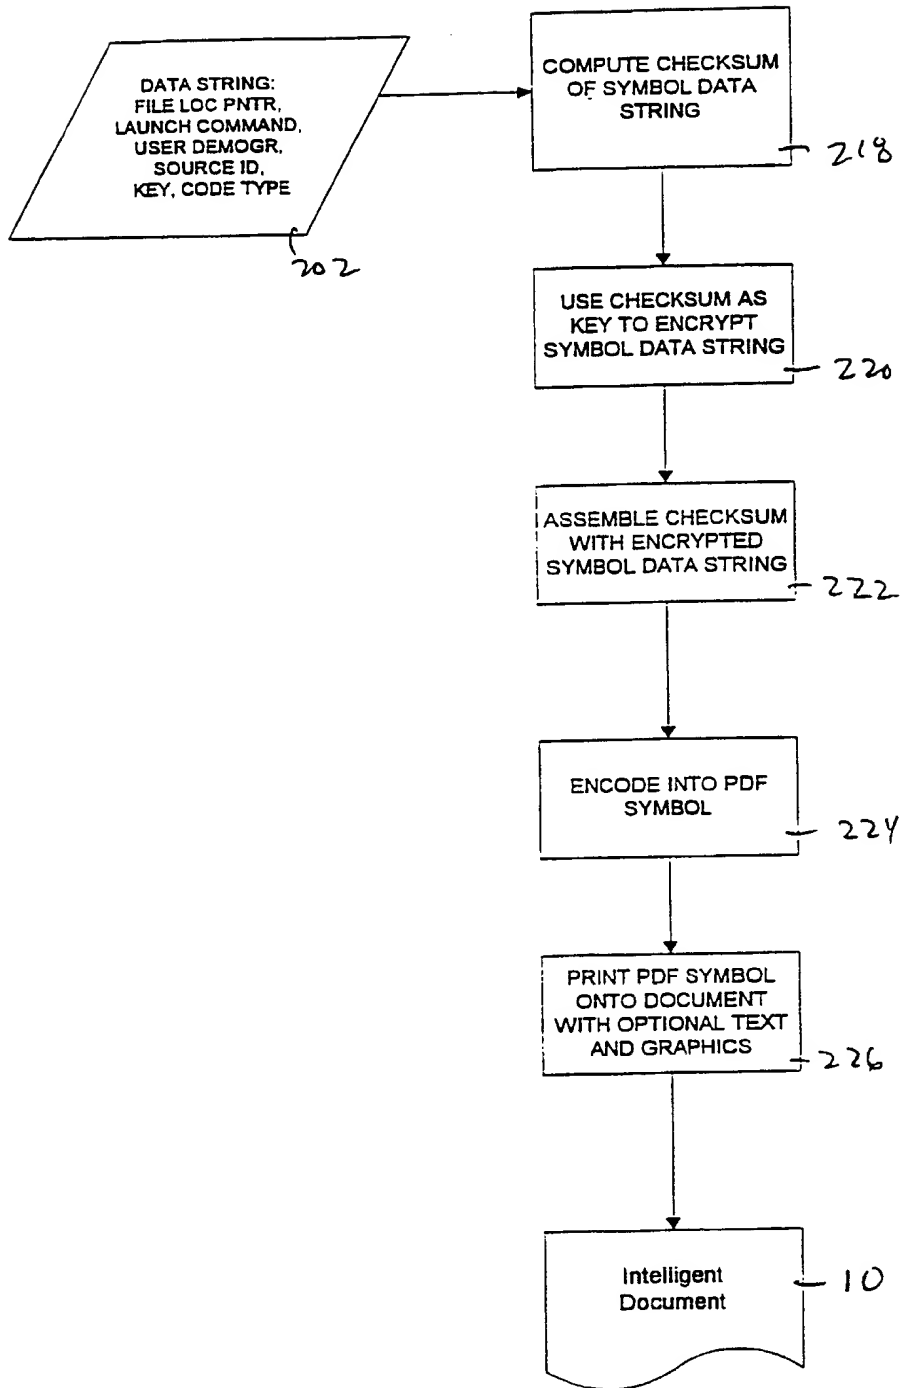 DATA STRING:
FILE LOC PNTR,
LAUNCH COMMAND,
USER DEMOGR,
SOURCE ID,
KEY, CODE TYPE
202
COMPUTE CHECKSUM
OF SYMBOL DATA
STRING
218
USE CHECKSUM AS
KEY TO ENCRYPT
SYMBOL DATA STRING
220
ASSEMBLE CHECKSUM
WITH ENCRYPTED
SYMBOL DATA STRING
222
ENCODE INTO PDF
SYMBOL
224
PRINT PDF SYMBOL
ONTO DOCUMENT
WITH OPTIONAL TEXT
AND GRAPHICS
226
Intelligent
Document
10